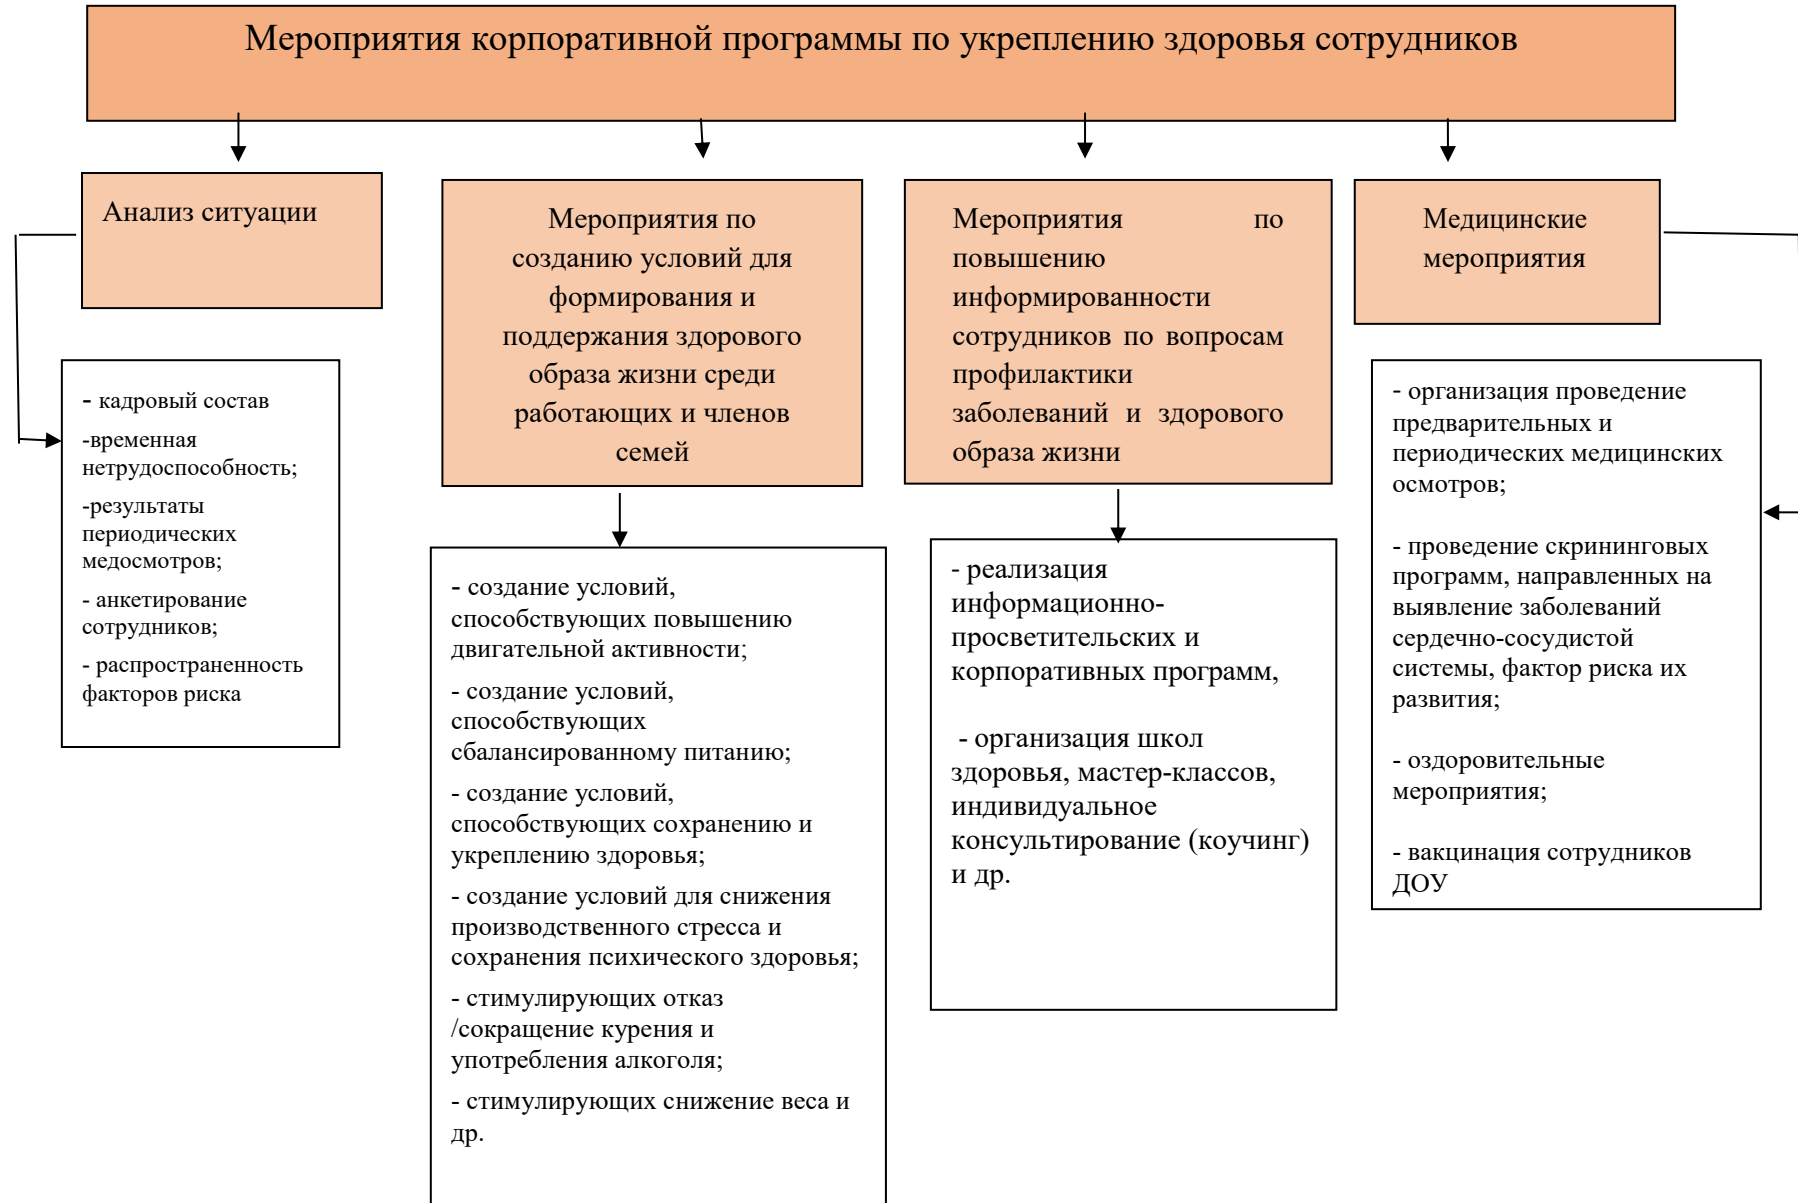 Мероприятия корпоративной программы по укреплению здоровья сотрудников
Анализ ситуации
- кадровый состав
-временная
нетрудоспособность;
-результаты
периодических
медосмотров;
- анкетирование
сотрудников;
- распространенность
факторов риска
Мероприятия по
созданию условий для
формирования и
поддержания здорового
образа жизни среди
работающих и членов
семей
- создание условий,
способствующих повышению
двигательной активности;
- создание условий,
способствующих
сбалансированному питанию;
- создание условий,
способствующих сохранению и
укреплению здоровья;
- создание условий для снижения
производственного стресса и
сохранения психического здоровья;
- стимулирующих отказ
/сокращение курения и
употребления алкоголя;
- стимулирующих снижение веса и
др.
Мероприятия по
повышению
информированности
сотрудников по вопросам
профилактики
заболеваний и здорового
образа жизни
- реализация
информационно-
просветительских и
корпоративных программ,
- организация школ
здоровья, мастер-классов,
индивидуальное
консультирование (коучинг)
и др.
Медицинские
мероприятия
- организация проведение
предварительных и
периодических медицинских
осмотров;
- проведение скрининговых
программ, направленных на
выявление заболеваний
сердечно-сосудистой
системы, фактор риска их
развития;
- оздоровительные
мероприятия;
- вакцинация сотрудников
ДОУ